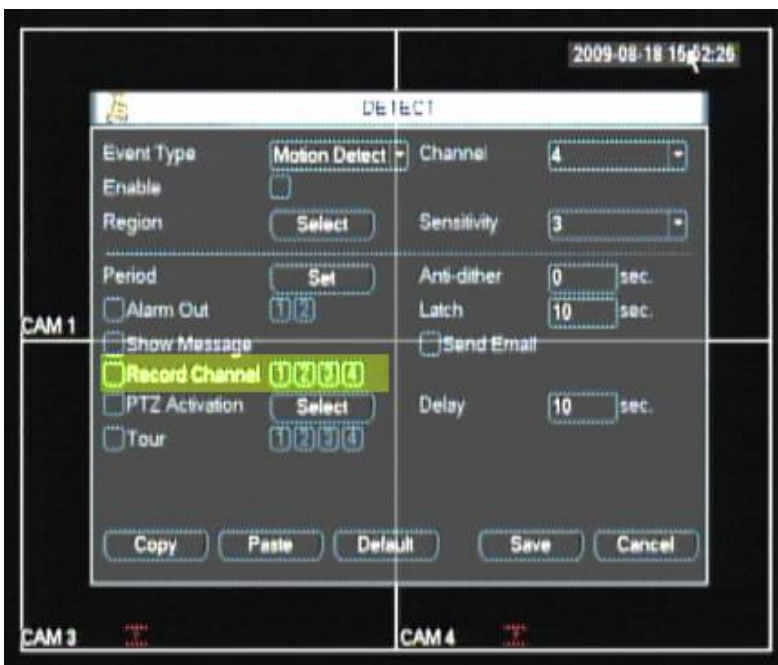 2009-08-18 15:52:26
DETECT
Event Type Motion Detect Channel 4
Enable
Region Select Sensitivity 3
Period Set Anti-dither 0 sec.
Alarm Out 1 2 Latch 10 sec.
CAM 1
Show Message Send Email
Record Channel 1 2 3 4
PTZ Activation Select Delay 10 sec.
Tour 1 2 3 4
Copy Paste Default Save Cancel
CAM 3 CAM 4